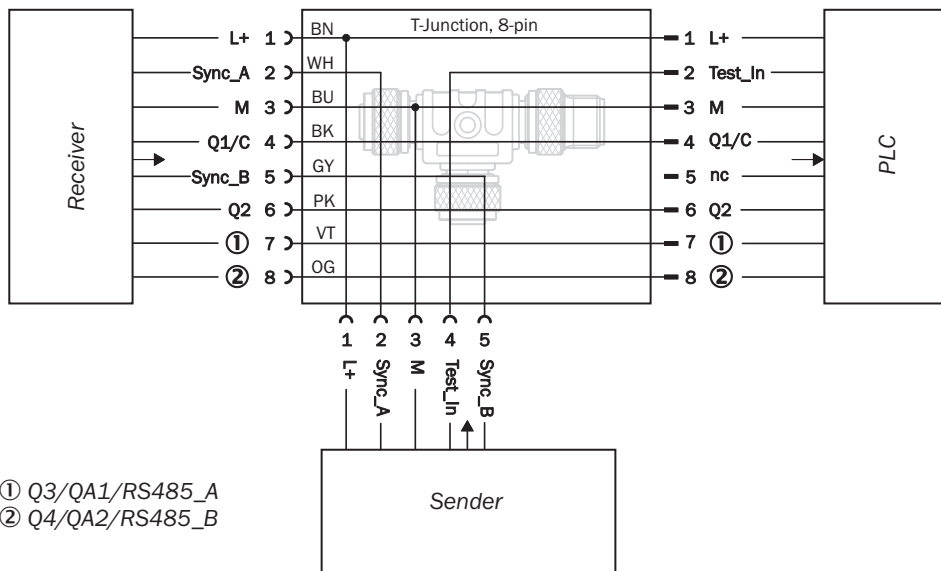 T-Junction, 8-pin
L+ 1 BN 1 L+
Sync_A 2 WH 2 Test_In
M 3 BU 3 M
Q1/C 4 BK 4 Q1/C
Sync_B 5 GY 5 nc
Q2 6 PK 6 Q2
① 7 VT 7 ①
② 8 OG 8 ②
Receiver
PLC
1 2 3 4 5
L+ Sync_A M Test_In Sync_B
Sender
① Q3/QA1/RS485_A
② Q4/QA2/RS485_B